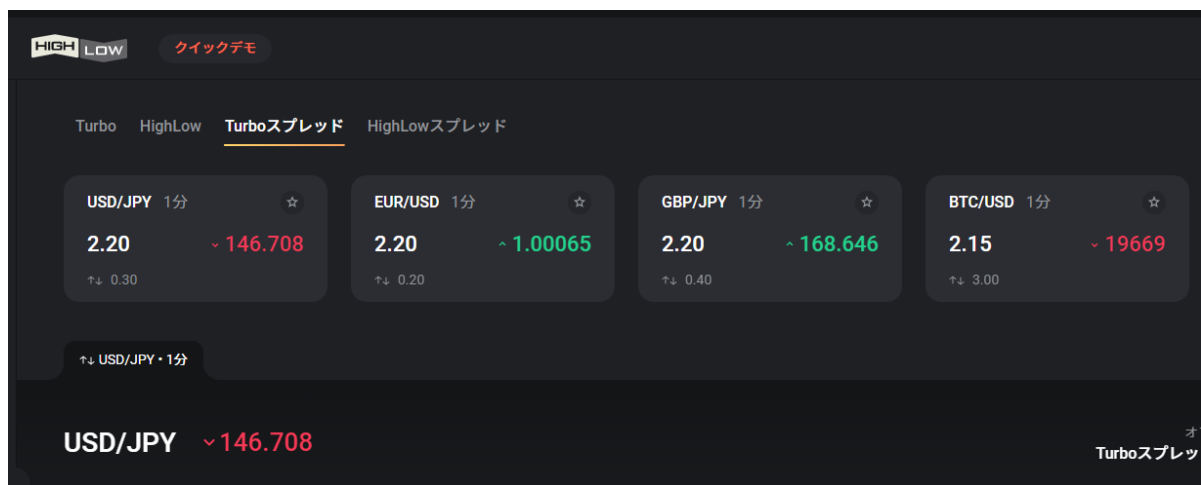 HIGH LOW クイックデモ
Turbo HighLow Turboスプレッド HighLowスプレッド
USD/JPY 1分
2.20 146.708
↑↓ 0.30
EUR/USD 1分
2.20 1.00065
↑↓ 0.20
GBP/JPY 1分
2.20 168.646
↑↓ 0.40
BTC/USD 1分
2.15 19669
↑↓ 3.00
↑↓ USD/JPY・1分
USD/JPY 146.708
オ
Turboスプレッ